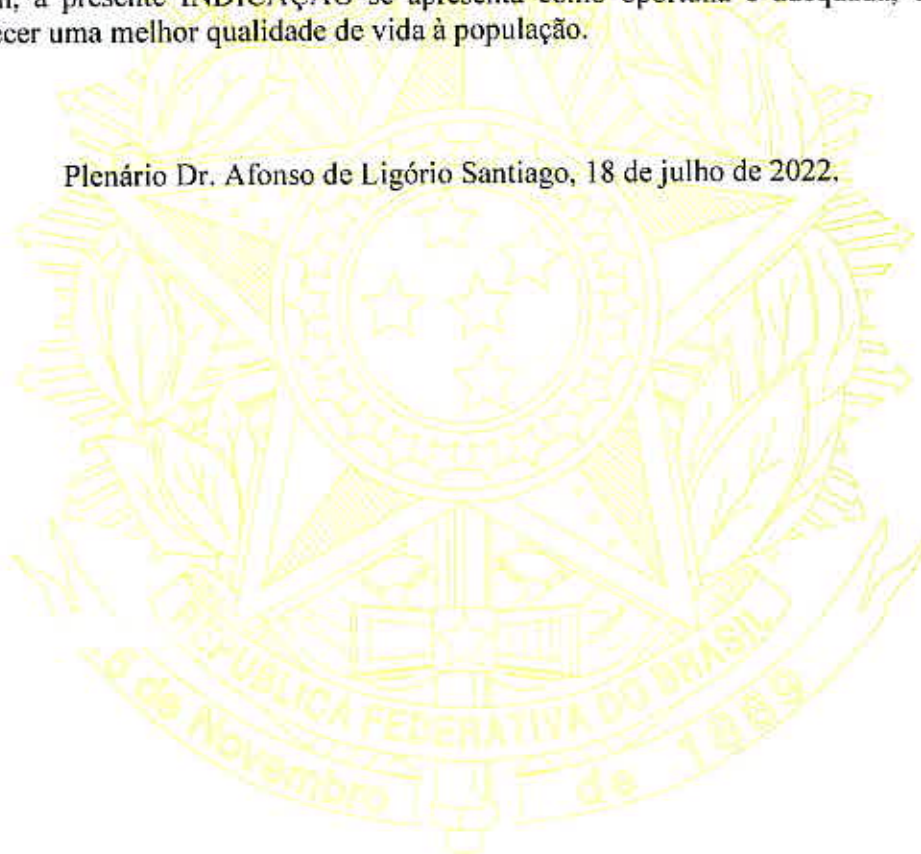 a presente INDICAÇÃO se apresenta como oportuna e adequada,
ecer uma melhor qualidade de vida à população.
Plenário Dr. Afonso de Ligório Santiago, 18 de julho de 2022.
REPÚBLICA FEDERATIVA DO BRASIL
5 de Novembro de 1889